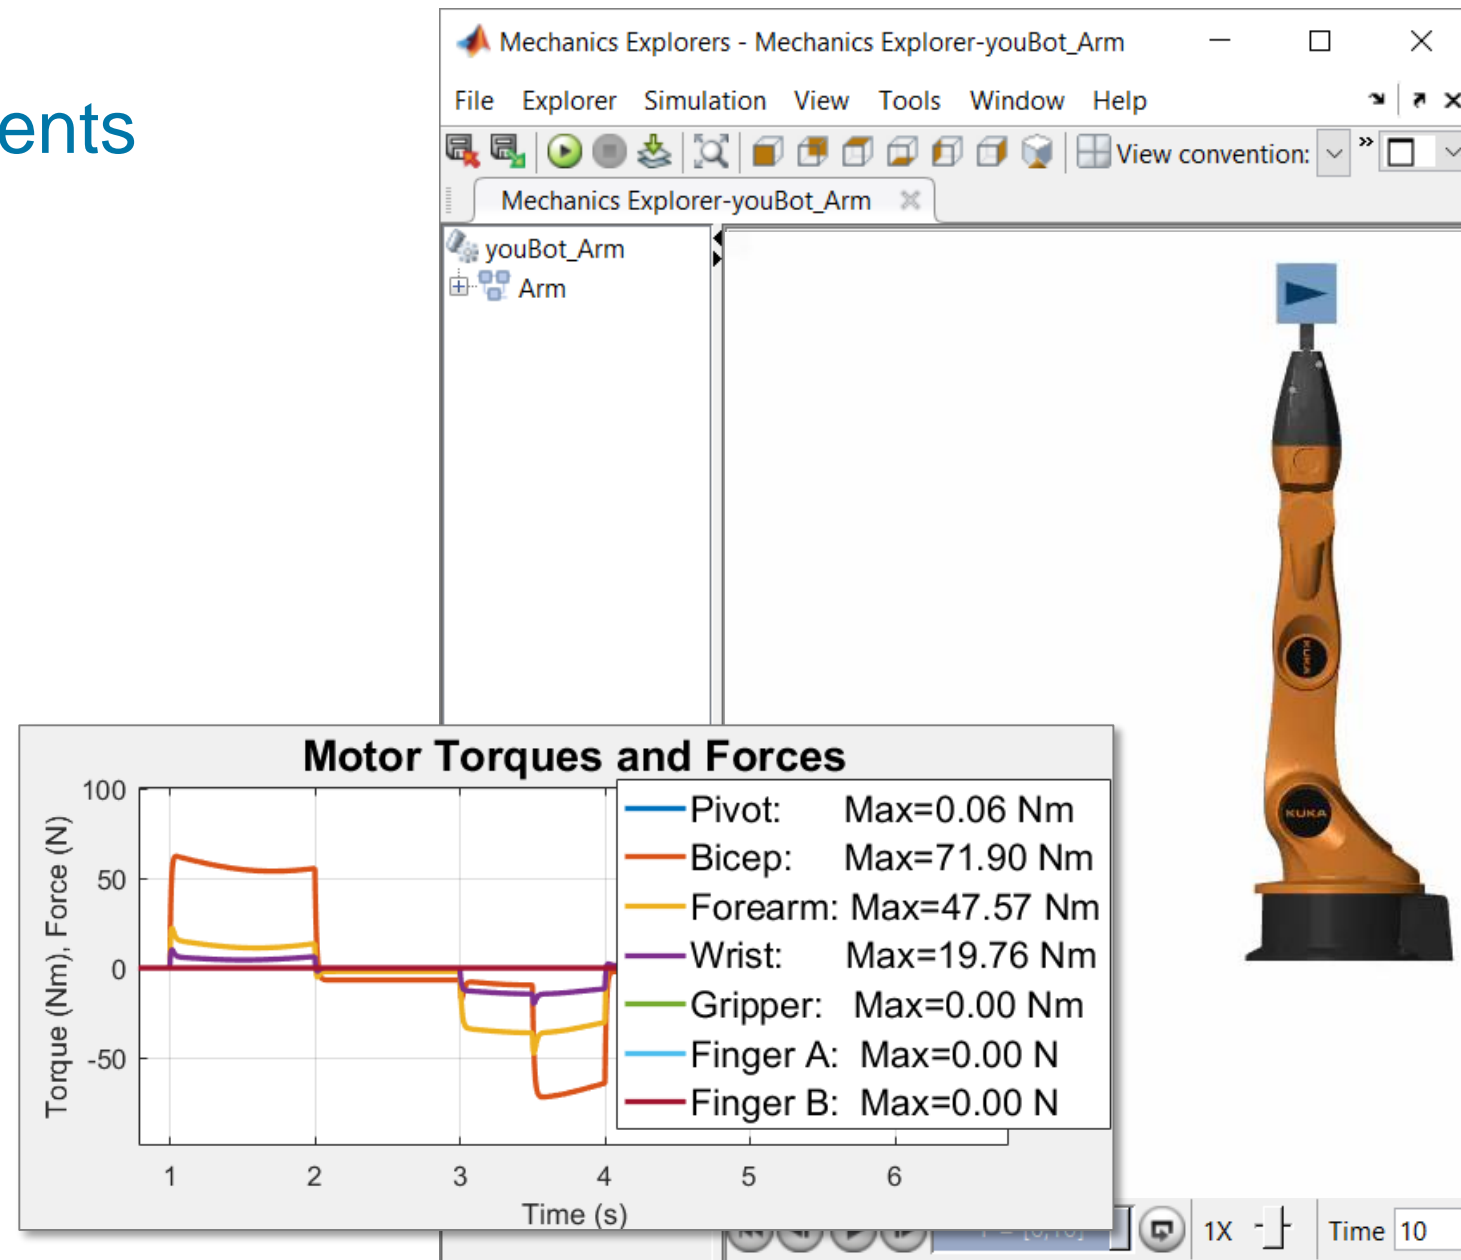 ents
Mechanics Explorers - Mechanics Explorer-youBot_Arm
File Explorer Simulation View Tools Window Help
View convention:
Mechanics Explorer-youBot_Arm
youBot_Arm
Arm
KUKA
KUKA
Motor Torques and Forces
100
50
0
-50
Torque (Nm), Force (N)
Pivot: Max=0.06 Nm
Bicep: Max=71.90 Nm
Forearm: Max=47.57 Nm
Wrist: Max=19.76 Nm
Gripper: Max=0.00 Nm
Finger A: Max=0.00 N
Finger B: Max=0.00 N
1 2 3 4 5 6
Time (s)
1X Time 10